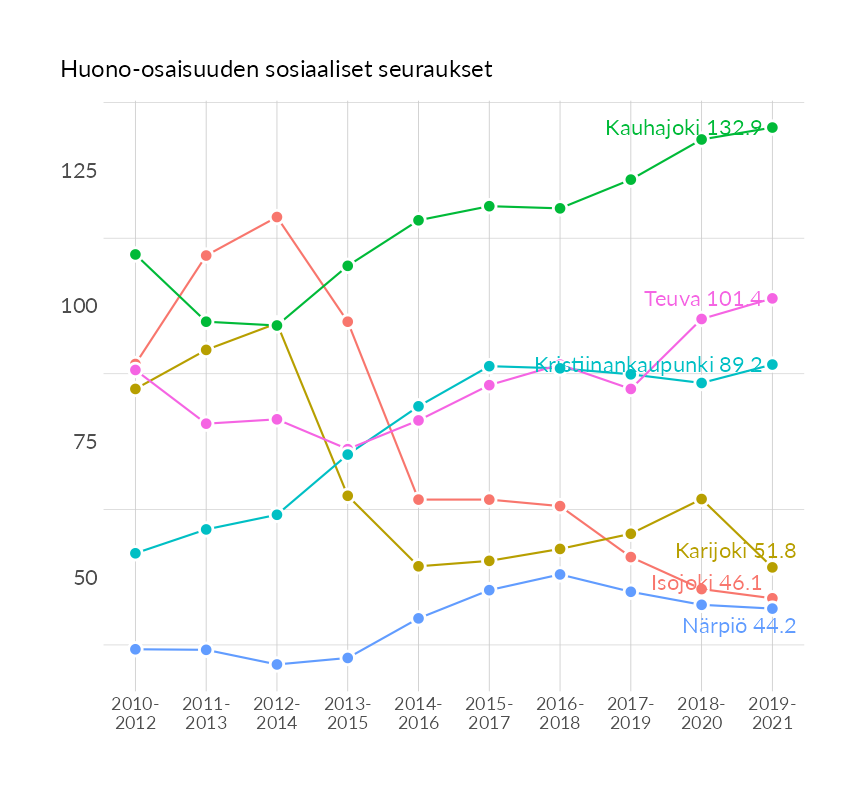 Huono-osaisuuden sosiaaliset seuraukset
Kauhajoki 132.9
125
Teuva 101.4
100
Kristiinankaupunki 89.2
75
Karijoki 51.8
50
Isojoki 46.1
Närpiö 44.2
2010- 2011- 2012- 2013- 2014- 2015- 2016- 2017- 2018- 2019-
2012 2013 2014 2015 2016 2017 2018 2019 2020 2021